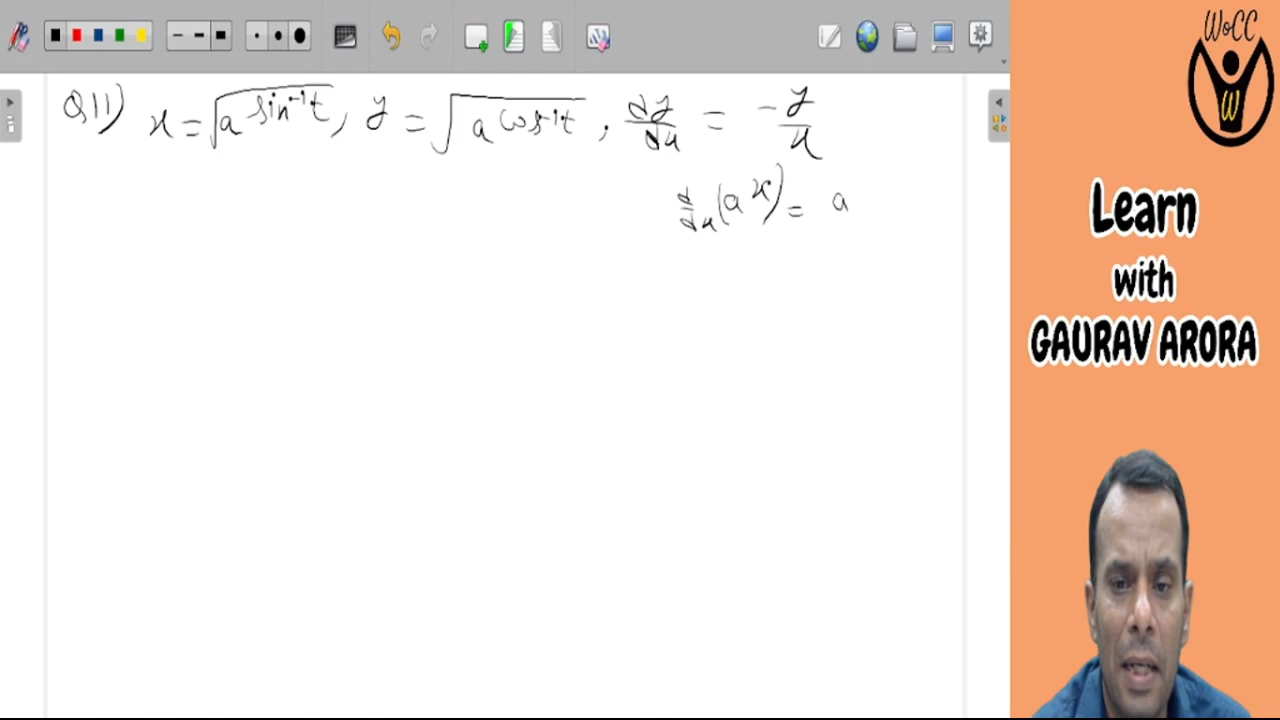 Q11) x = √a^sin⁻¹t, y = √a^cos⁻¹t, dy/dx = -y/x
d/dx (a^x) = a
WoCC
W
Learn
with
GAURAV ARORA